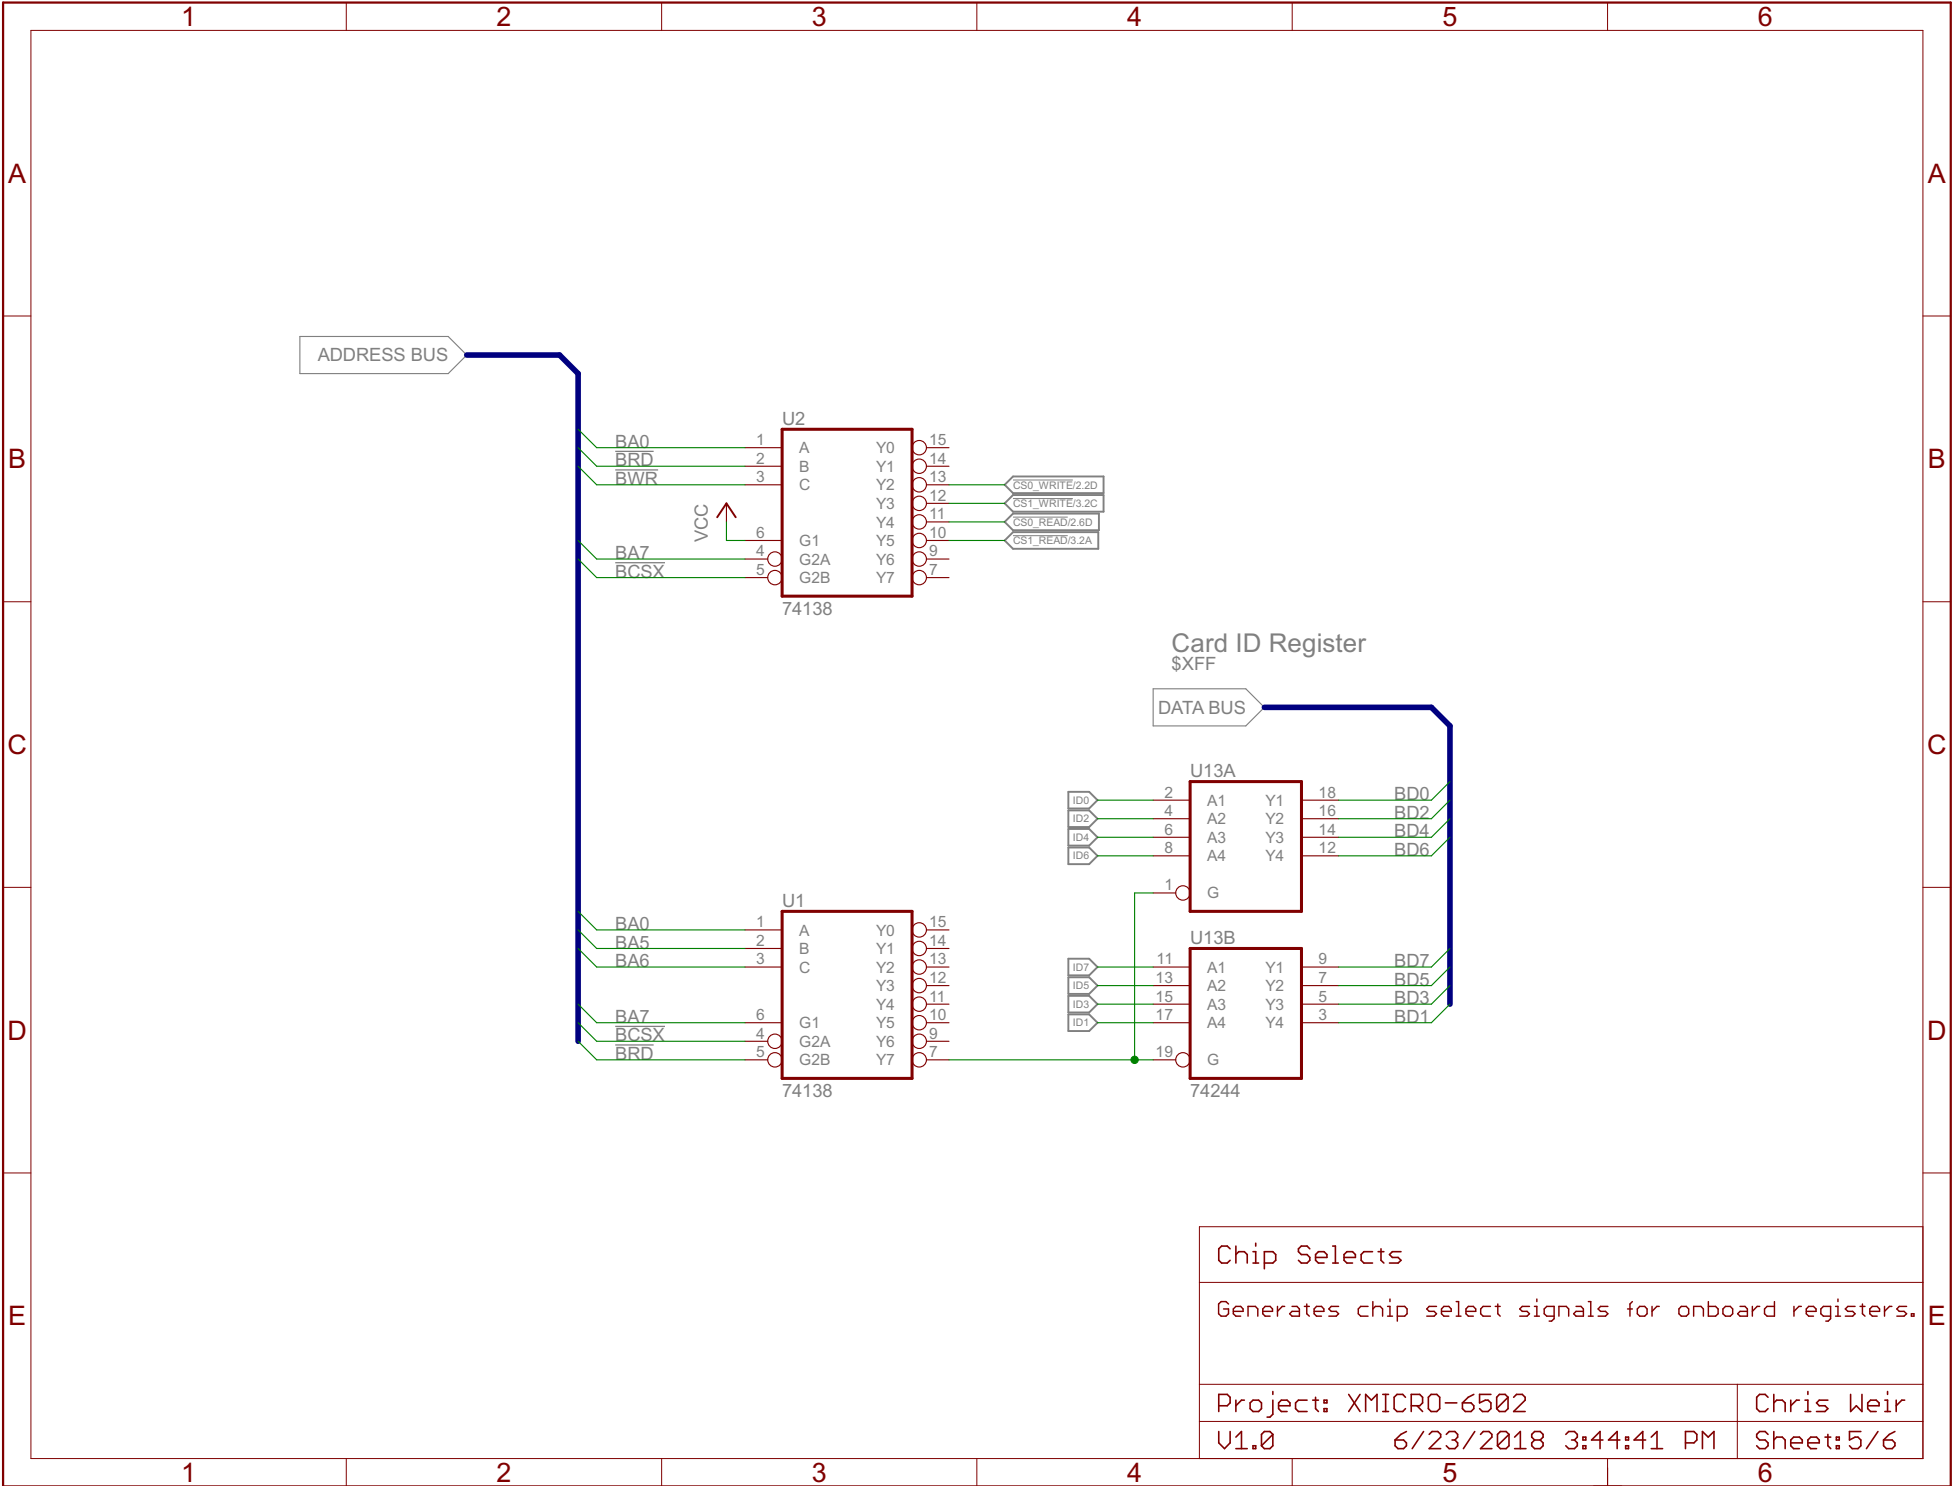 1 2 3 4 5 6
A A
ADDRESS BUS
B B
U2
BA0 1 A Y0 15
BRD 2 B Y1 14
BWR 3 C Y2 13 CS0_WRITE/2.2D
Y3 12 CS1_WRITE/3.2C
VCC Y4 11 CS0_READ/2.6D
6 G1 Y5 10 CS1_READ/3.2A
BA7 4 G2A Y6 9
BCSX 5 G2B Y7 7
74138
Card ID Register
$XFF
DATA BUS
C C
U13A
ID0 2 A1 Y1 18 BD0
ID2 4 A2 Y2 16 BD2
ID4 6 A3 Y3 14 BD4
ID6 8 A4 Y4 12 BD6
1 G
U1
BA0 1 A Y0 15
BA5 2 B Y1 14
BA6 3 C Y2 13
Y3 12
Y4 11
BA7 6 G1 Y5 10
BCSX 4 G2A Y6 9
BRD 5 G2B Y7 7
74138
U13B
ID7 11 A1 Y1 9 BD7
ID5 13 A2 Y2 7 BD5
ID3 15 A3 Y3 5 BD3
ID1 17 A4 Y4 3 BD1
19 G
74244
D D
E E
Chip Selects
Generates chip select signals for onboard registers.
Project: XMICRO-6502 Chris Weir
V1.0 6/23/2018 3:44:41 PM Sheet:5/6
1 2 3 4 5 6